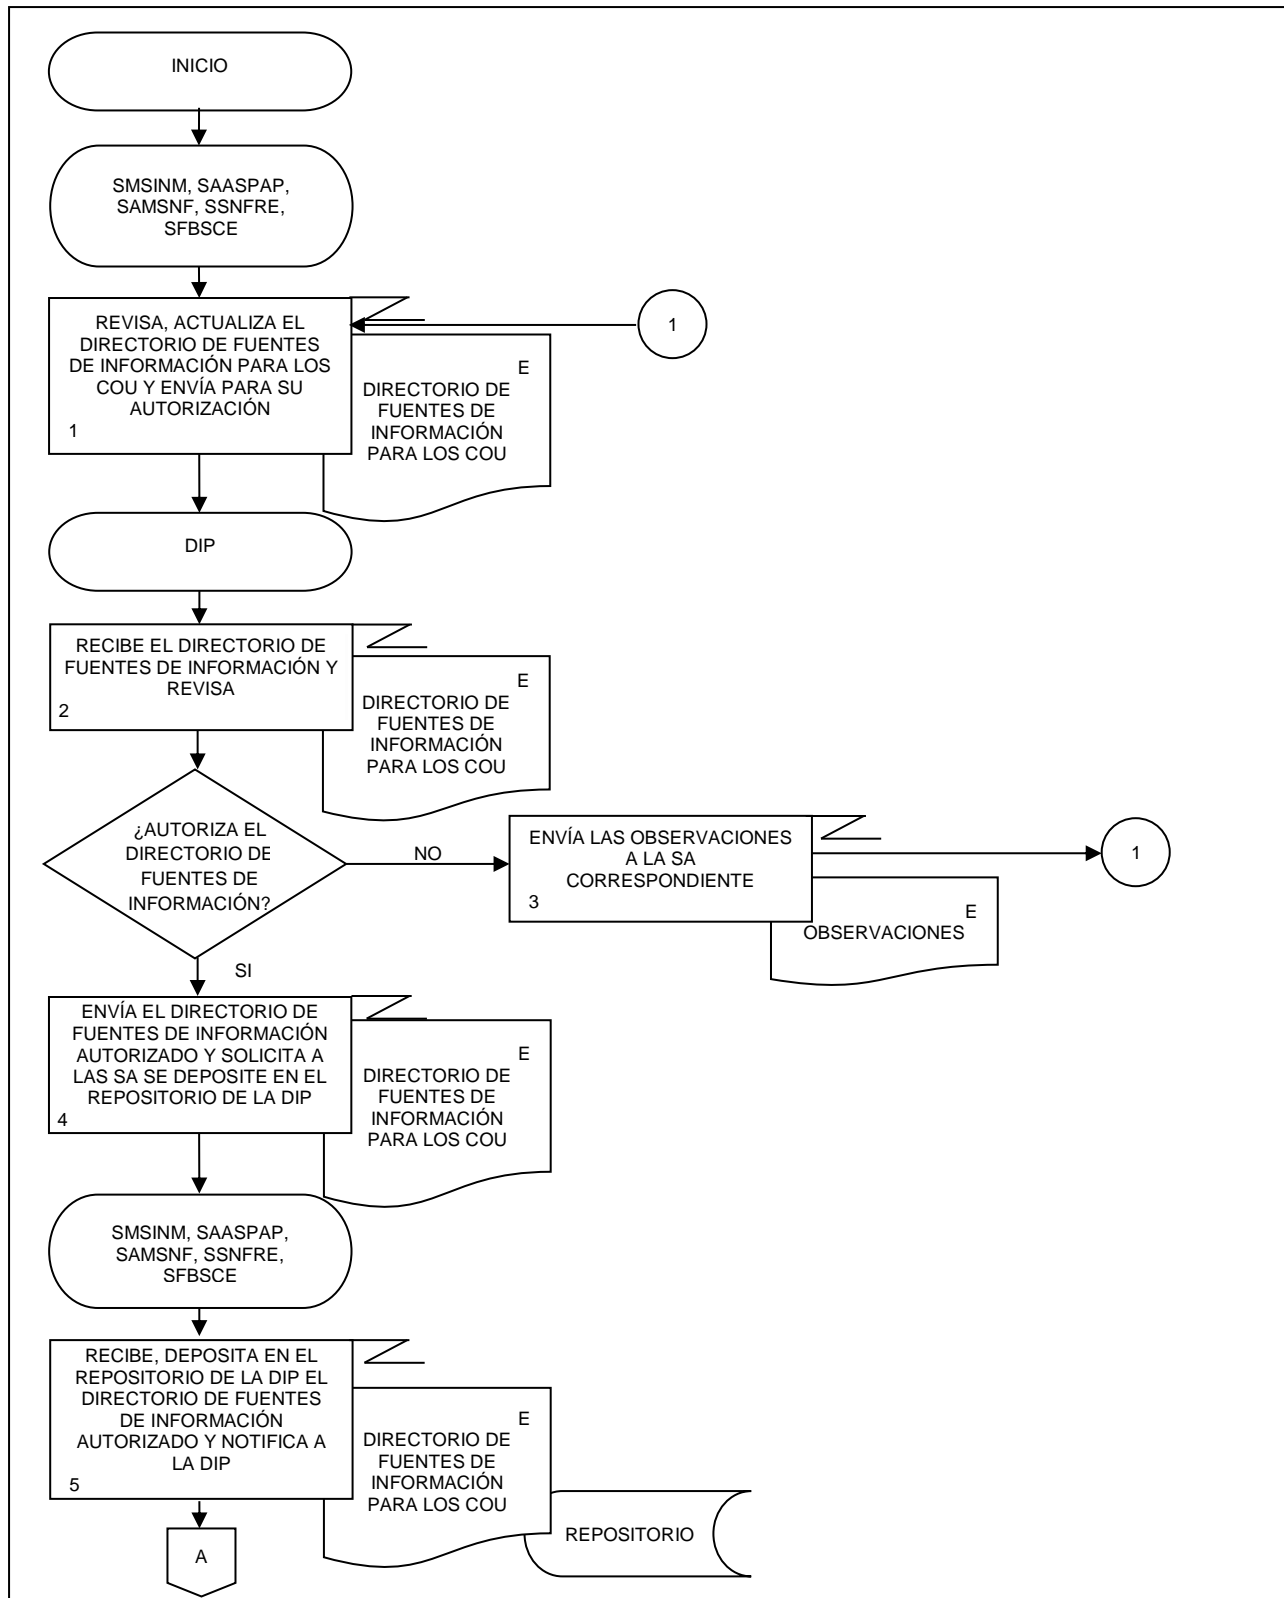 INICIO
SMSINM, SAASPAP,
SAMSNF, SSNFRE,
SFBSCE
REVISA, ACTUALIZA EL
DIRECTORIO DE FUENTES
DE INFORMACIÓN PARA LOS
COU Y ENVÍA PARA SU
AUTORIZACIÓN
1
1
E
DIRECTORIO DE
FUENTES DE
INFORMACIÓN
PARA LOS COU
DIP
RECIBE EL DIRECTORIO DE
FUENTES DE INFORMACIÓN Y
REVISA
2
E
DIRECTORIO DE
FUENTES DE
INFORMACIÓN
PARA LOS COU
¿AUTORIZA EL
DIRECTORIO DE
FUENTES DE
INFORMACIÓN?
NO
ENVÍA LAS OBSERVACIONES
A LA SA
CORRESPONDIENTE
3
1
E
OBSERVACIONES
SI
ENVÍA EL DIRECTORIO DE
FUENTES DE INFORMACIÓN
AUTORIZADO Y SOLICITA A
LAS SA SE DEPOSITE EN EL
REPOSITORIO DE LA DIP
4
E
DIRECTORIO DE
FUENTES DE
INFORMACIÓN
PARA LOS COU
SMSINM, SAASPAP,
SAMSNF, SSNFRE,
SFBSCE
RECIBE, DEPOSITA EN EL
REPOSITORIO DE LA DIP EL
DIRECTORIO DE FUENTES
DE INFORMACIÓN
AUTORIZADO Y NOTIFICA A
LA DIP
5
E
DIRECTORIO DE
FUENTES DE
INFORMACIÓN
PARA LOS COU
REPOSITORIO
A